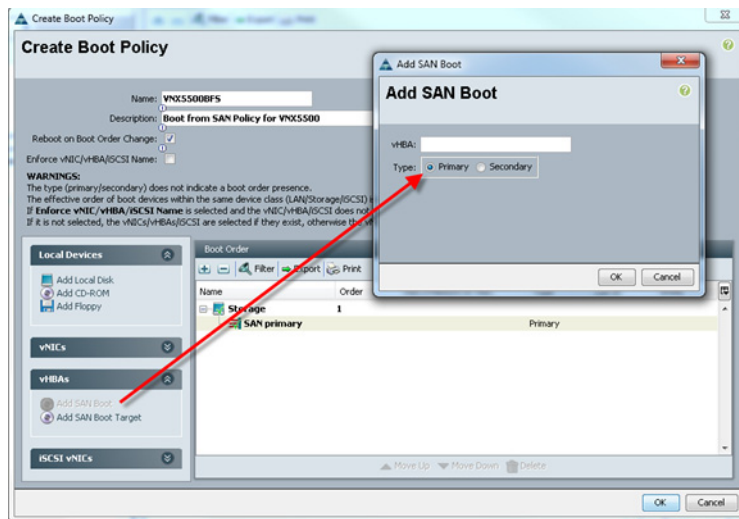 Create Boot Policy
Create Boot Policy
Name: VNX5500BFS
Description: Boot from SAN Policy for VNX5500
Reboot on Boot Order Change:
Enforce vNIC/vHBA/iSCSI Name:
WARNINGS:
The type (primary/secondary) does not indicate a boot order presence.
The effective order of boot devices within the same device class (LAN/Storage/iSCSI)
If Enforce vNIC/vHBA/iSCSI Name is selected and the vNIC/vHBA/iSCSI does not
If it is not selected, the vNICs/vHBAs/iSCSI are selected if they exist, otherwise the
Local Devices
Add Local Disk
Add CD-ROM
Add Floppy
vNICs
vHBAs
Add SAN Boot
Add SAN Boot Target
iSCSI vNICs
Boot Order
Filter Export Print
Name Order
Storage 1
SAN primary Primary
Move Up Move Down Delete
OK Cancel
Add SAN Boot
Add SAN Boot
vHBA:
Type: Primary Secondary
OK Cancel